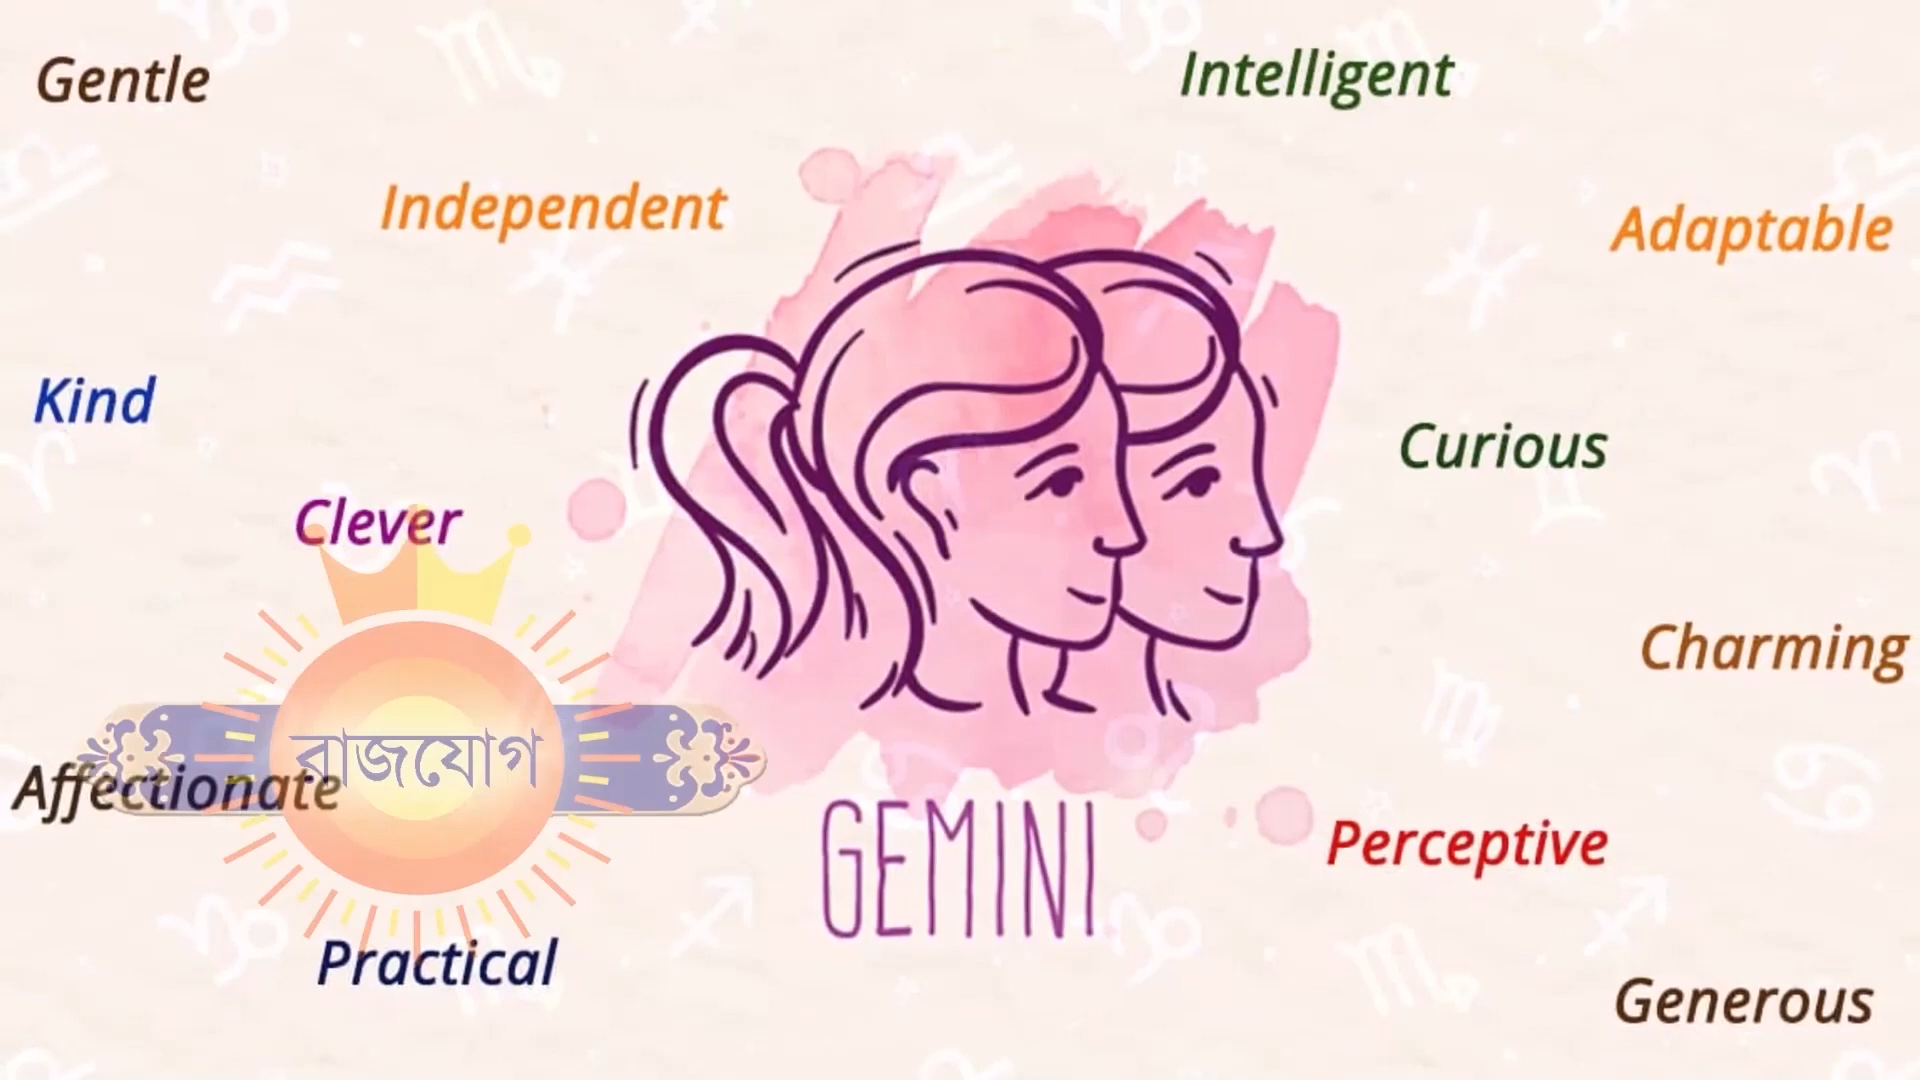 Gentle
Intelligent
Independent
Adaptable
Kind
Curious
Clever
Charming
Affectionate
রাজযোগ
GEMINI
Perceptive
Practical
Generous